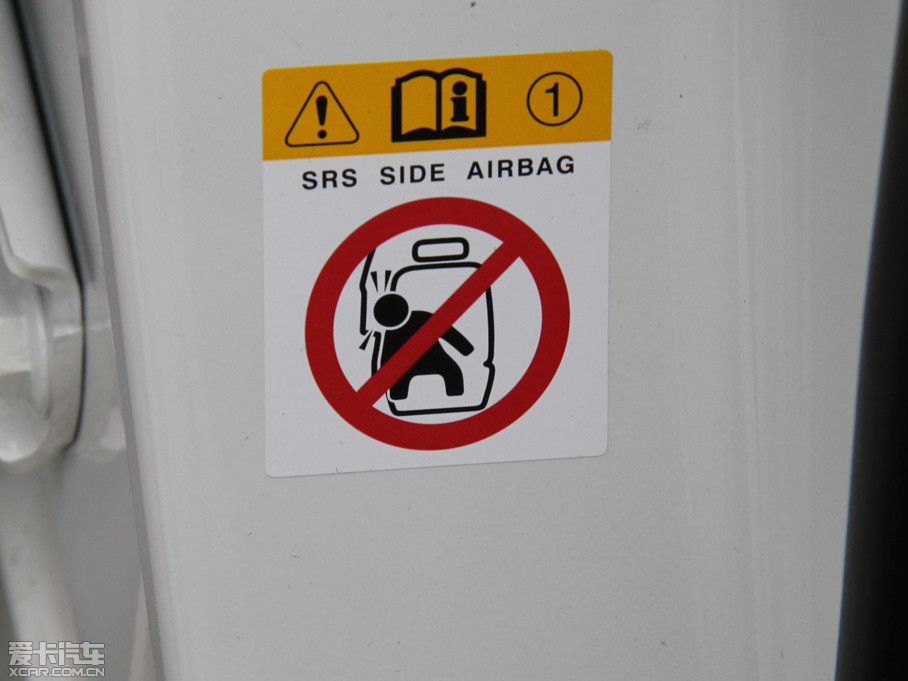 1
SRS SIDE AIRBAG
爱卡汽车
XCAR.COM.CN